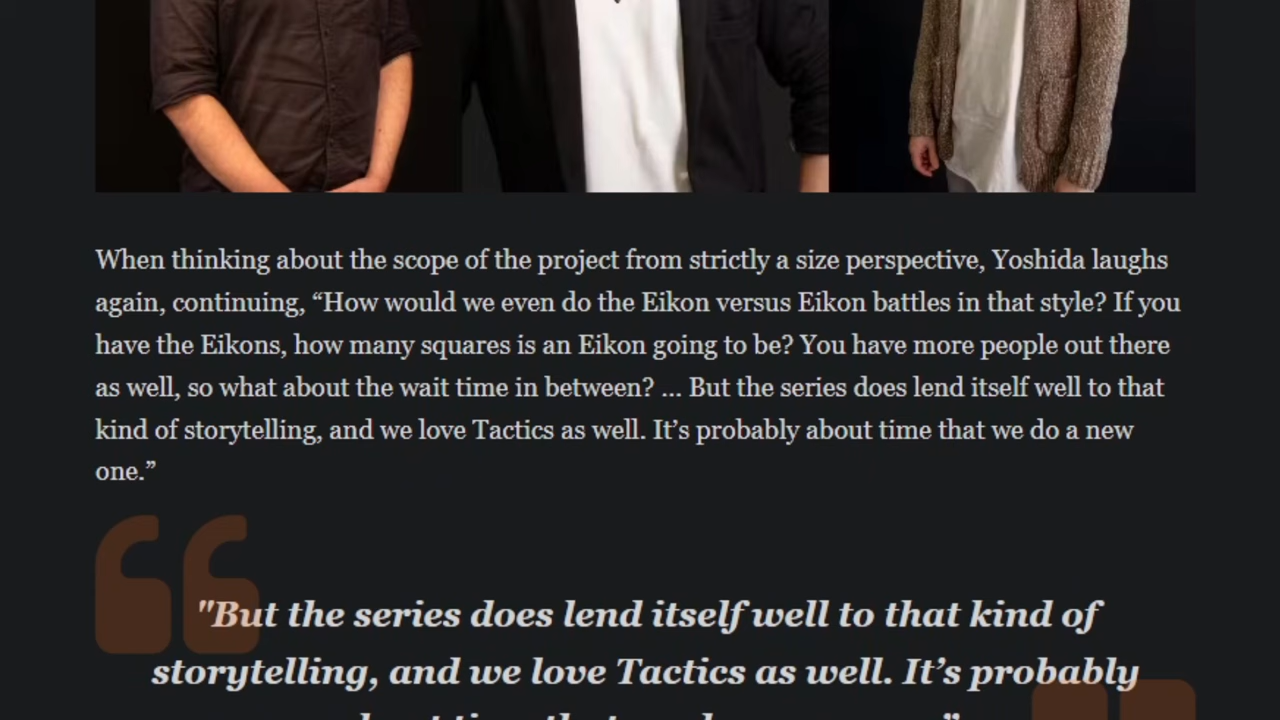 When thinking about the scope of the project from strictly a size perspective, Yoshida laughs
again, continuing, “How would we even do the Eikon versus Eikon battles in that style? If you
have the Eikons, how many squares is an Eikon going to be? You have more people out there
as well, so what about the wait time in between? ... But the series does lend itself well to that
kind of storytelling, and we love Tactics as well. It’s probably about time that we do a new
one.”
"But the series does lend itself well to that kind of
storytelling, and we love Tactics as well. It’s probably